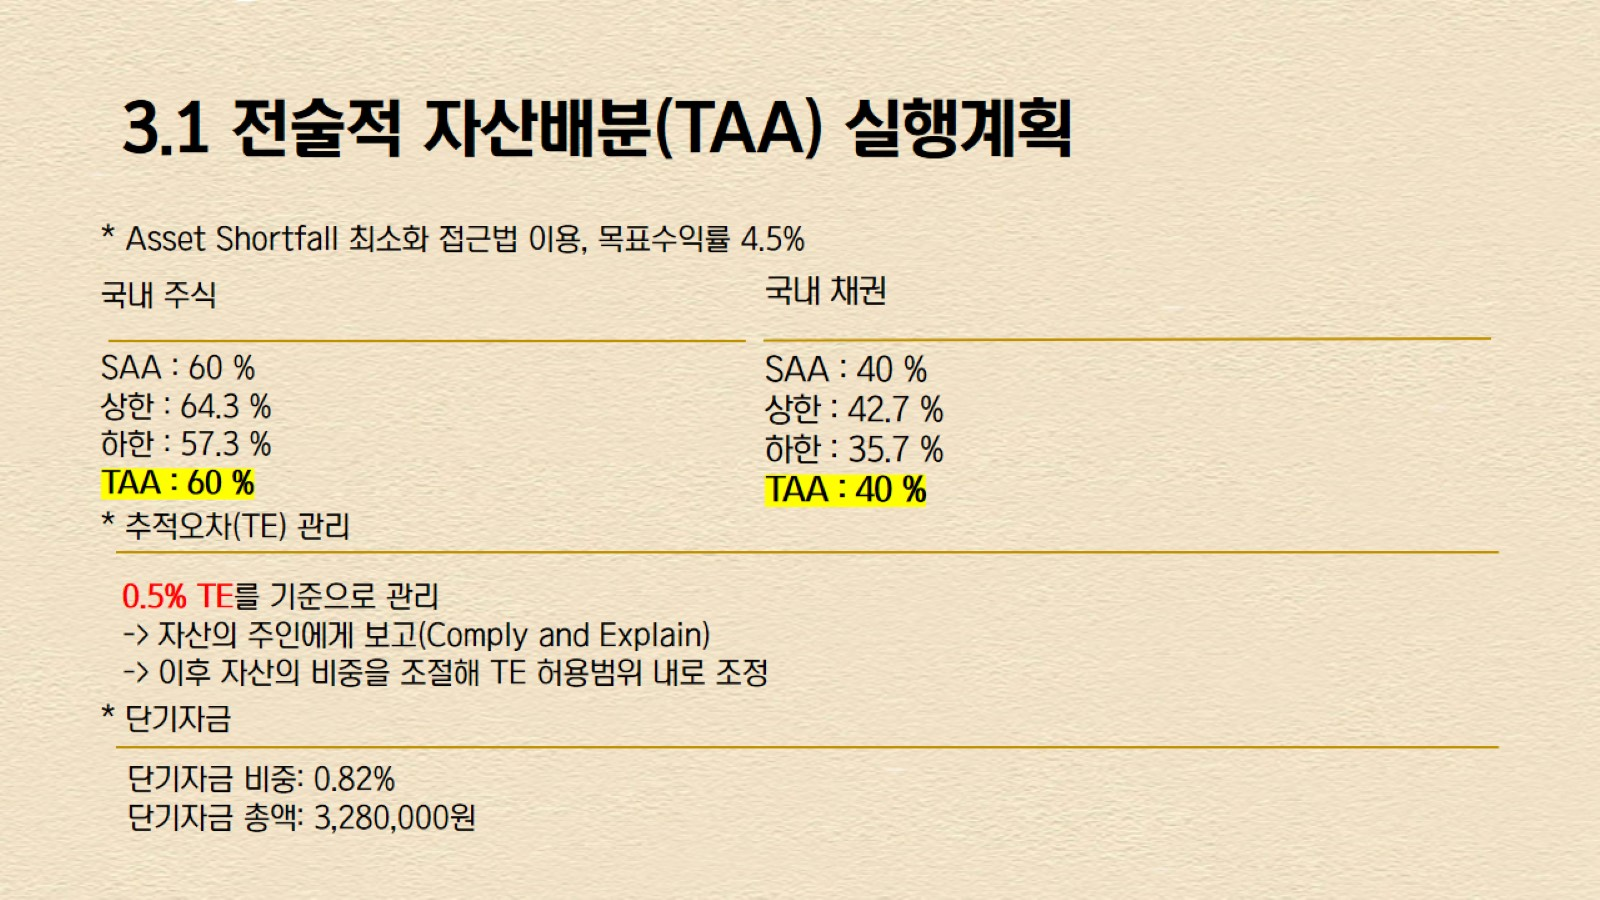 3.1 전술적 자산배분(TAA) 실행계획
* Asset Shortfall 최소화 접근법 이용, 목표수익률 4.5%
국내 주식
SAA : 60 %
상한 : 64.3 %
하한 : 57.3 %
TAA : 60 %
국내 채권
SAA : 40 %
상한 : 42.7 %
하한 : 35.7 %
TAA : 40 %
* 추적오차(TE) 관리
0.5% TE를 기준으로 관리
-> 자산의 주인에게 보고(Comply and Explain)
-> 이후 자산의 비중을 조절해 TE 허용범위 내로 조정
* 단기자금
단기자금 비중: 0.82%
단기자금 총액: 3,280,000원